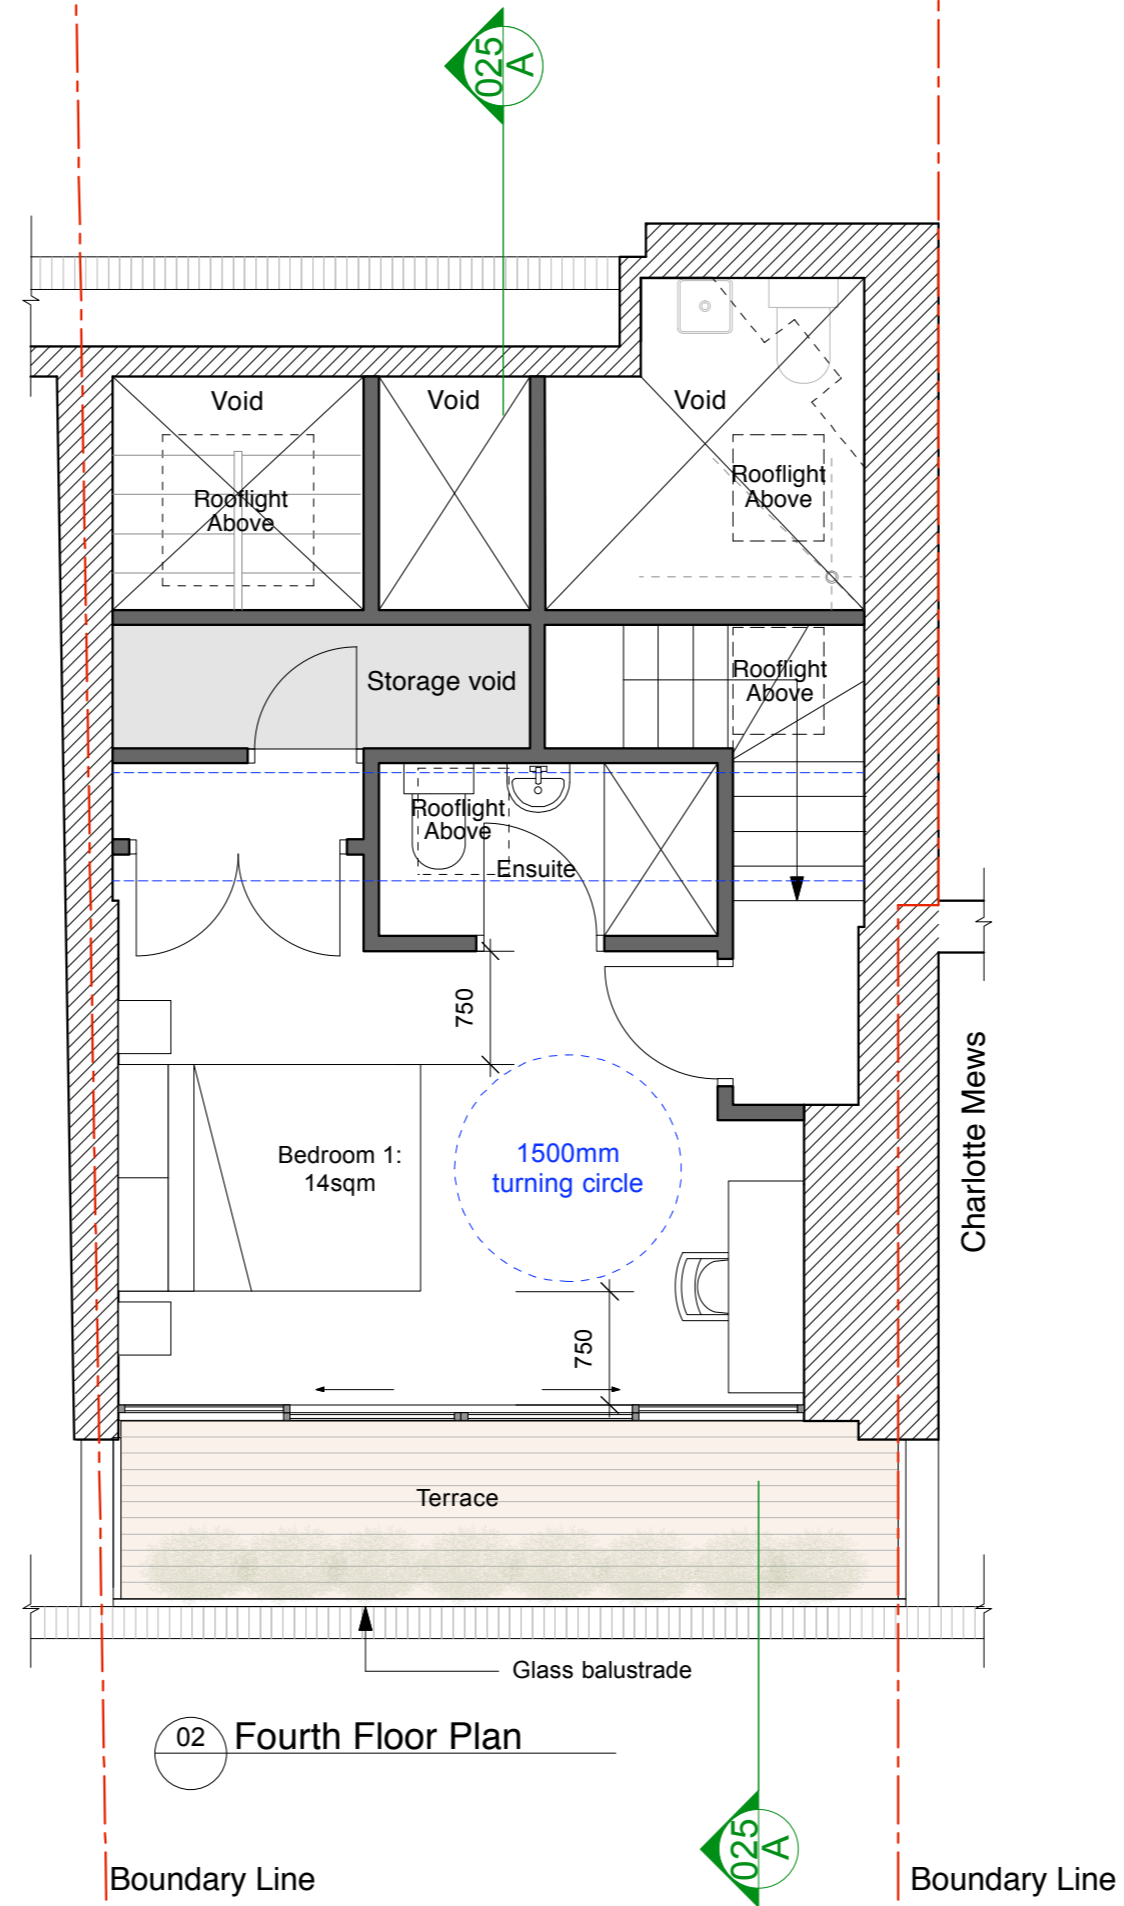 025
A
Void
Void
Void
Rooflight
Above
Rooflight
Above
Storage void
Rooflight
Above
Rooflight
Above
Ensuite
750
Charlotte Mews
Bedroom 1:
14sqm
1500mm
turning circle
750
Terrace
Glass balustrade
02
Fourth Floor Plan
025
A
Boundary Line
Boundary Line